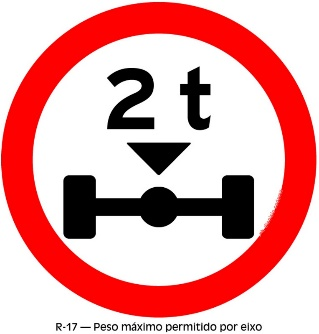 2 t
R-17 — Peso máximo permitido por eixo